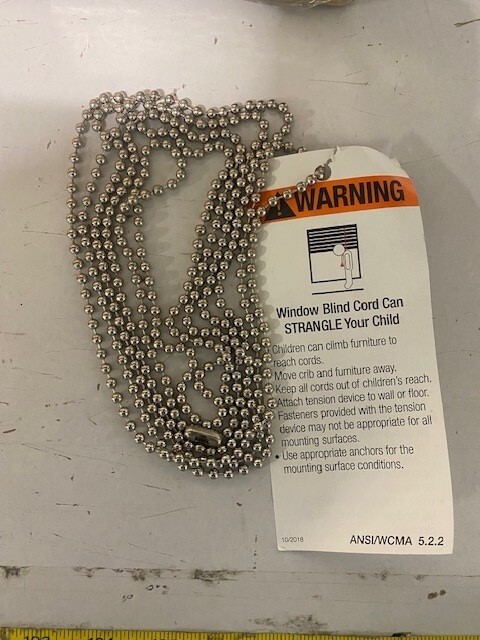 WARNING
Window Blind Cord Can
STRANGLE Your Child
Children can climb furniture to
reach cords.
Move crib and furniture away.
Keep all cords out of children's reach.
Attach tension device to wall or floor.
Fasteners provided with the tension
device may not be appropriate for all
mounting surfaces.
• Use appropriate anchors for the
mounting surface conditions.
10/2018
ANSI/WCMA 5.2.2